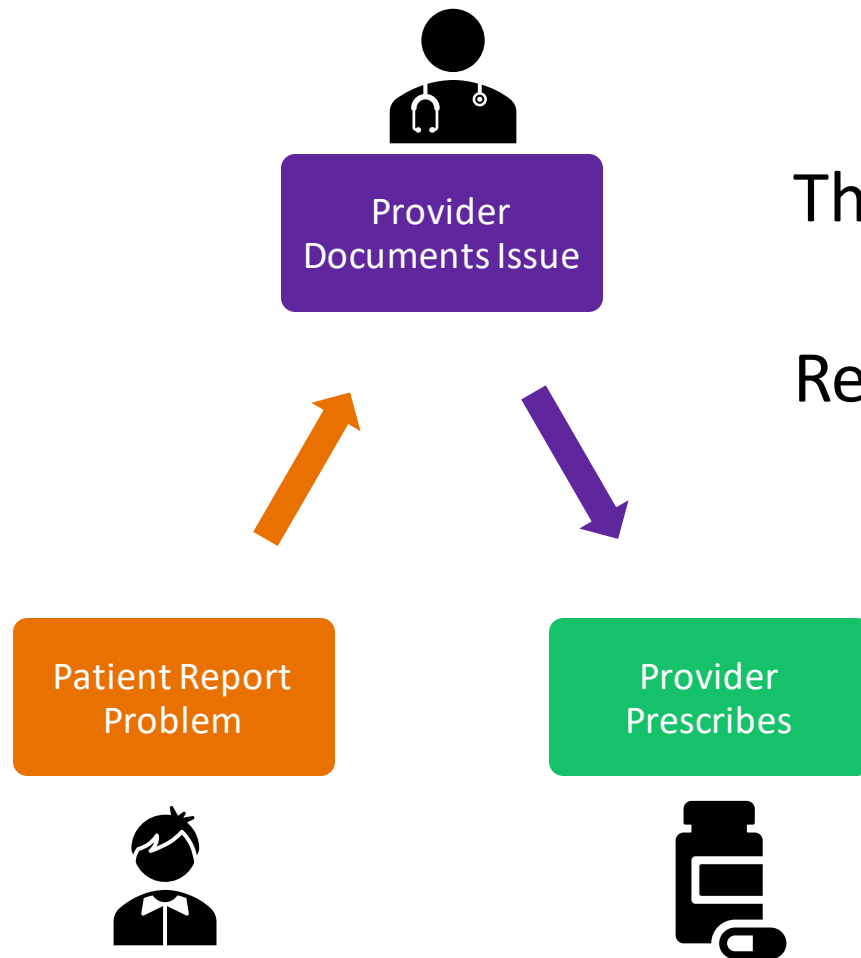 Provider
Documents Issue
Th
Re
Patient Report
Problem
Provider
Prescribes